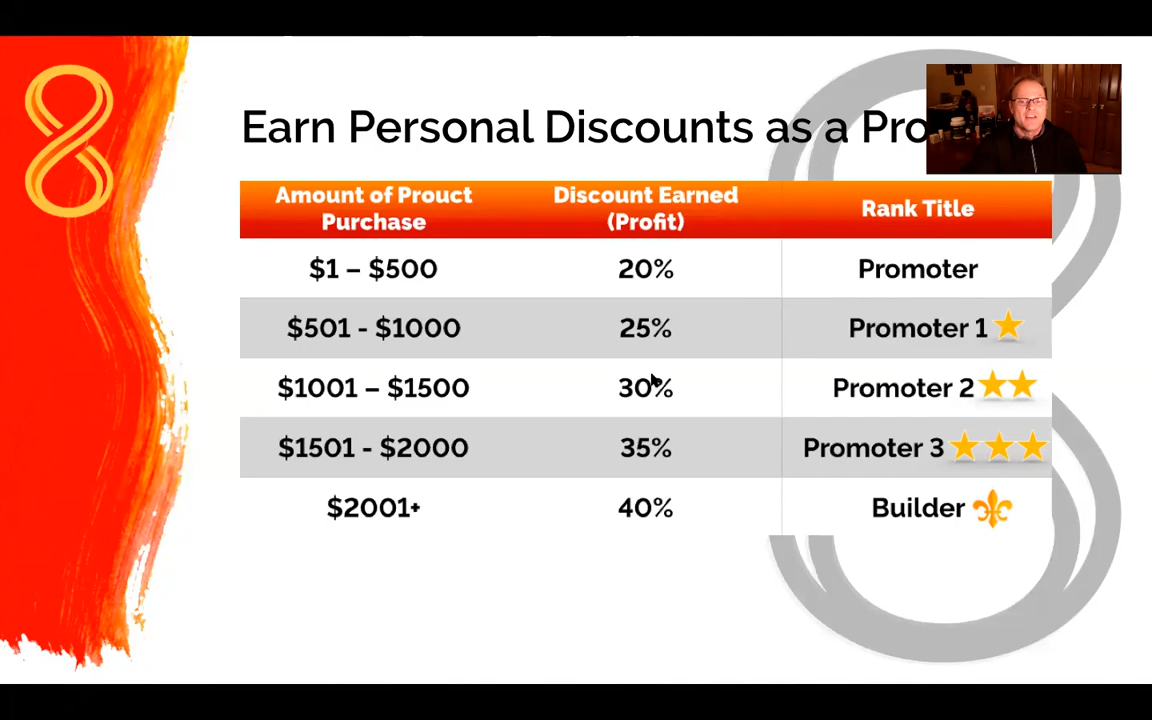 Earn Personal Discounts as a Pro
Amount of Prouct Purchase
Discount Earned (Profit)
Rank Title
$1 – $500 20% Promoter
$501 - $1000 25% Promoter 1
$1001 – $1500 30% Promoter 2
$1501 - $2000 35% Promoter 3
$2001+ 40% Builder